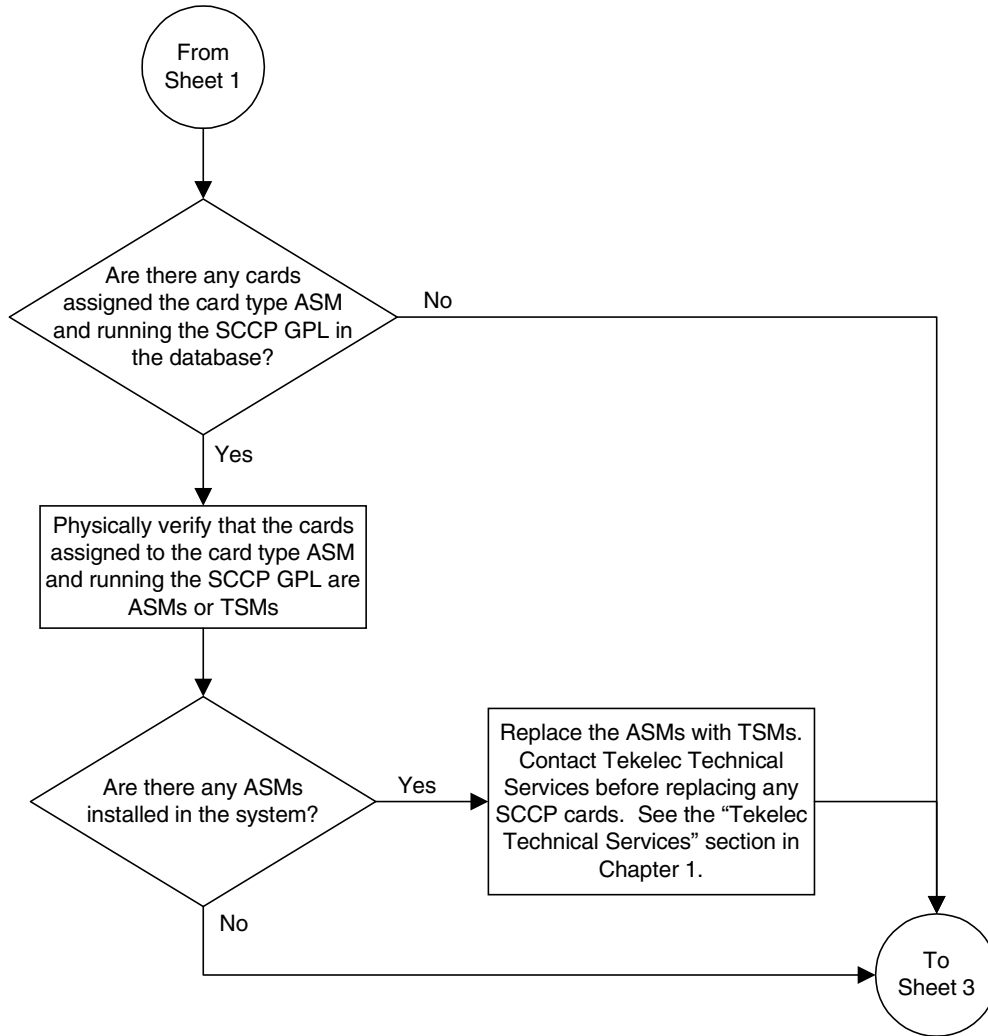 From
Sheet 1
Are there any cards
assigned the card type ASM
and running the SCCP GPL in
the database?
No
Yes
Physically verify that the cards
assigned to the card type ASM
and running the SCCP GPL are
ASMs or TSMs
Are there any ASMs
installed in the system?
Yes
Replace the ASMs with TSMs.
Contact Tekelec Technical
Services before replacing any
SCCP cards.  See the “Tekelec
Technical Services” section in
Chapter 1.
No
To
Sheet 3